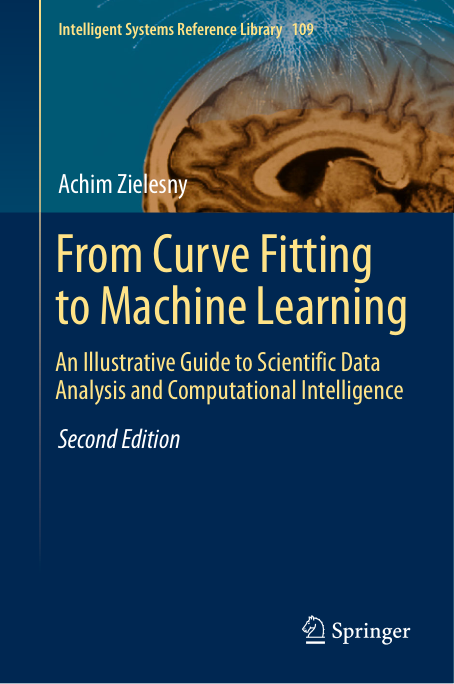 Intelligent Systems Reference Library 109
Achim Zielesny
From Curve Fitting
to Machine Learning
An Illustrative Guide to Scientific Data
Analysis and Computational Intelligence
Second Edition
Springer